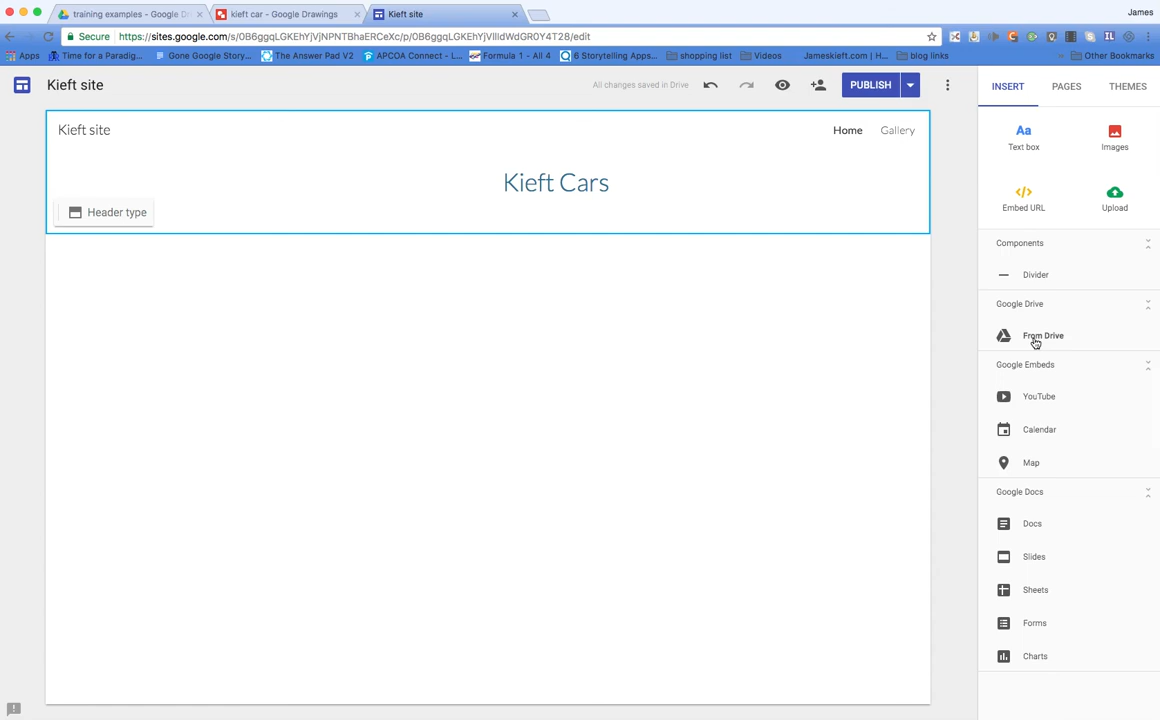 training examples - Google Dr
kieft car - Google Drawings
Kieft site
James
Secure
https://sites.google.com/s/0B6ggqLGKEhYjVjNPNTBhaERCeXc/p/0B6ggqLGKEhYjVlldWdGR0Y4T28/edit
Apps
Time for a Paradig...
Gone Google Story...
The Answer Pad V2
APCOA Connect - L...
Formula 1 - All 4
6 Storytelling Apps...
shopping list
Videos
Jameskieft.com | H...
blog links
Other Bookmarks
Kieft site
All changes saved in Drive
PUBLISH
INSERT
PAGES
THEMES
Kieft site
Home
Gallery
Kieft Cars
Header type
Aa
Text box
Images
Embed URL
Upload
Components
Divider
Google Drive
From Drive
Google Embeds
YouTube
Calendar
Map
Google Docs
Docs
Slides
Sheets
Forms
Charts